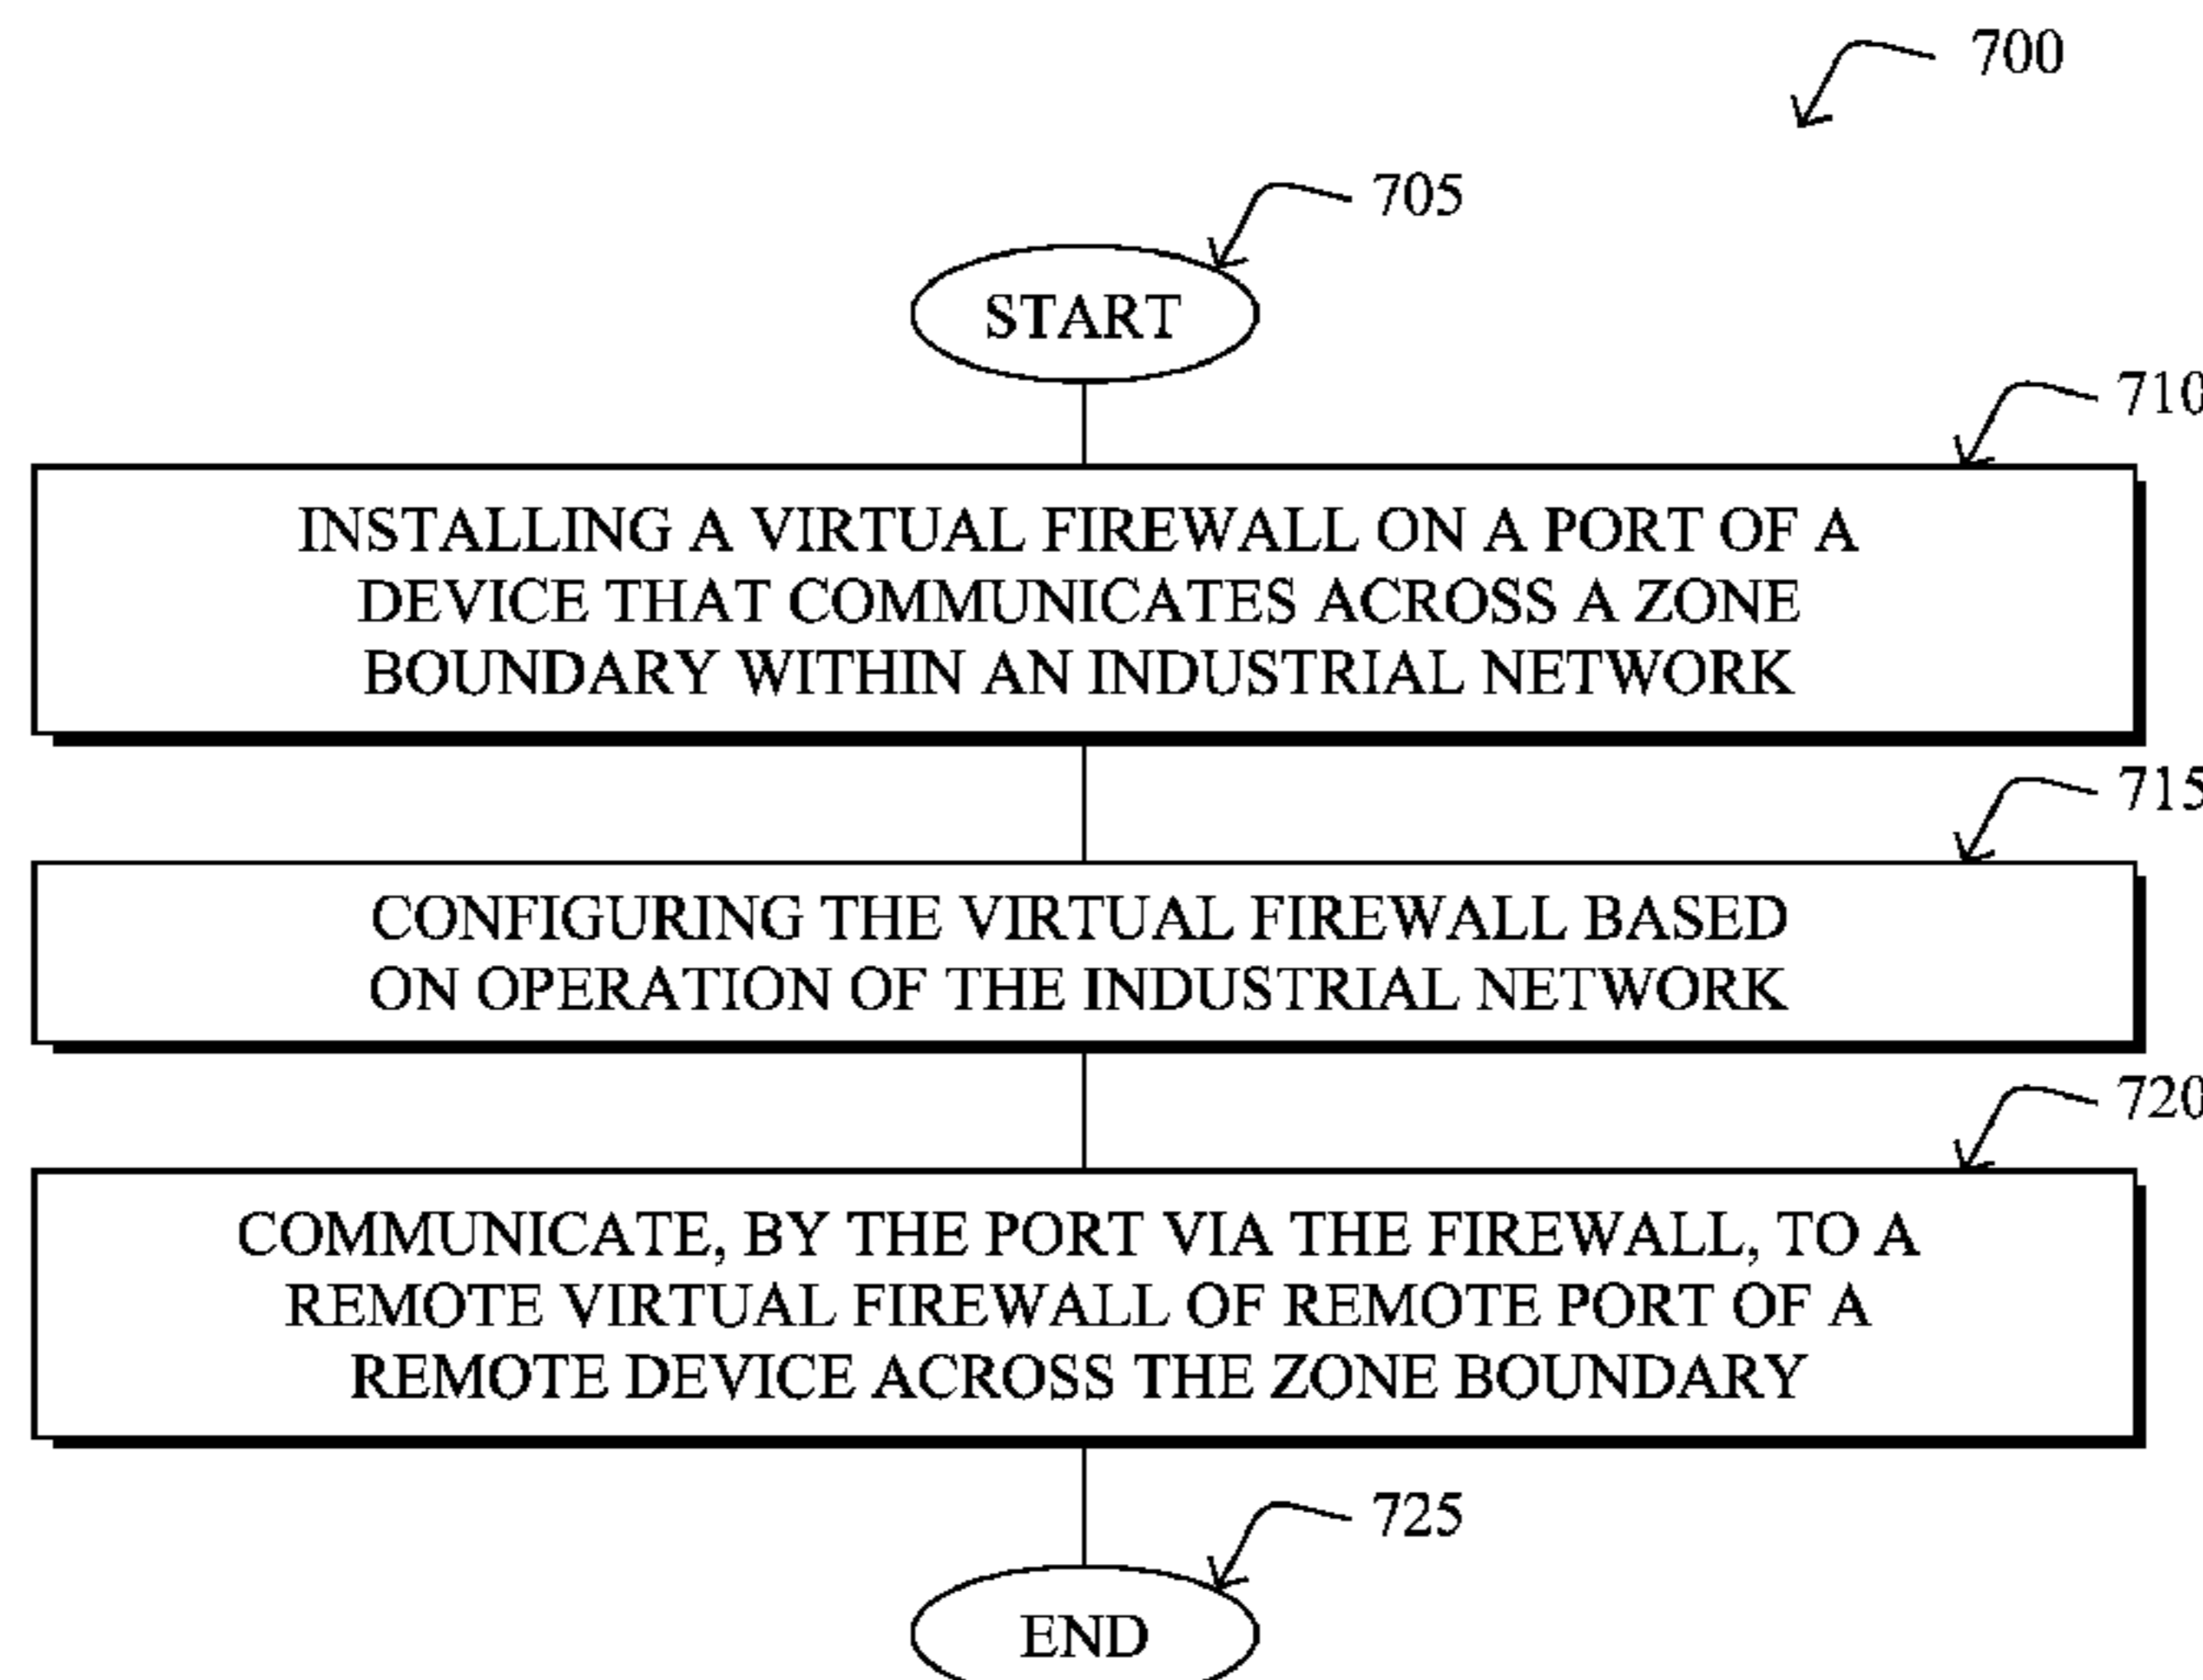 700
705
START
710
INSTALLING A VIRTUAL FIREWALL ON A PORT OF A
DEVICE THAT COMMUNICATES ACROSS A ZONE
BOUNDARY WITHIN AN INDUSTRIAL NETWORK
715
CONFIGURING THE VIRTUAL FIREWALL BASED
ON OPERATION OF THE INDUSTRIAL NETWORK
720
COMMUNICATE, BY THE PORT VIA THE FIREWALL, TO A
REMOTE VIRTUAL FIREWALL OF REMOTE PORT OF A
REMOTE DEVICE ACROSS THE ZONE BOUNDARY
725
END